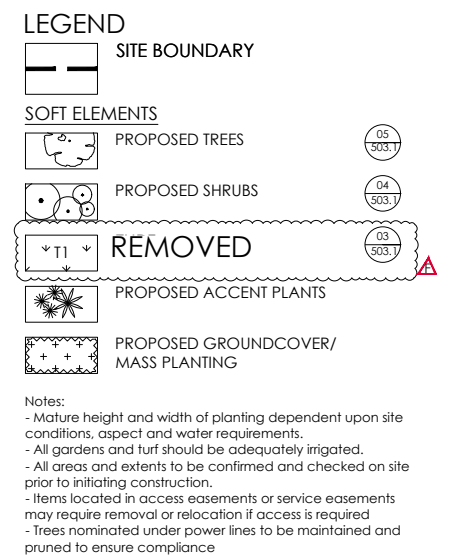 LEGEND
SITE BOUNDARY
SOFT ELEMENTS
PROPOSED TREES
05
503.1
PROPOSED SHRUBS
04
503.1
T1
REMOVED
03
503.1
F
PROPOSED ACCENT PLANTS
PROPOSED GROUNDCOVER/
MASS PLANTING
Notes:
- Mature height and width of planting dependent upon site
conditions, aspect and water requirements.
- All gardens and turf should be adequately irrigated.
- All areas and extents to be confirmed and checked on site
prior to initiating construction.
- Items located in access easements or service easements
may require removal or relocation if access is required
- Trees nominated under power lines to be maintained and
pruned to ensure compliance